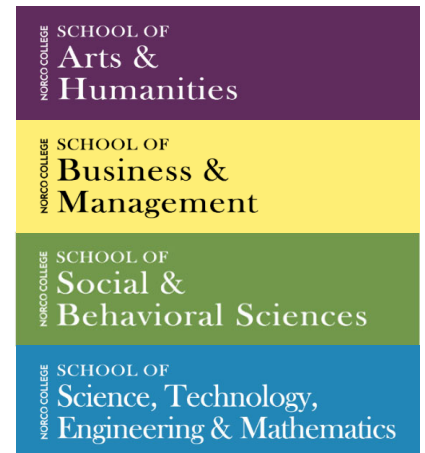 NORCO COLLEGE
SCHOOL OF
Arts &
Humanities
NORCO COLLEGE
SCHOOL OF
Business &
Management
NORCO COLLEGE
SCHOOL OF
Social &
Behavioral Sciences
NORCO COLLEGE
SCHOOL OF
Science, Technology,
Engineering & Mathematics